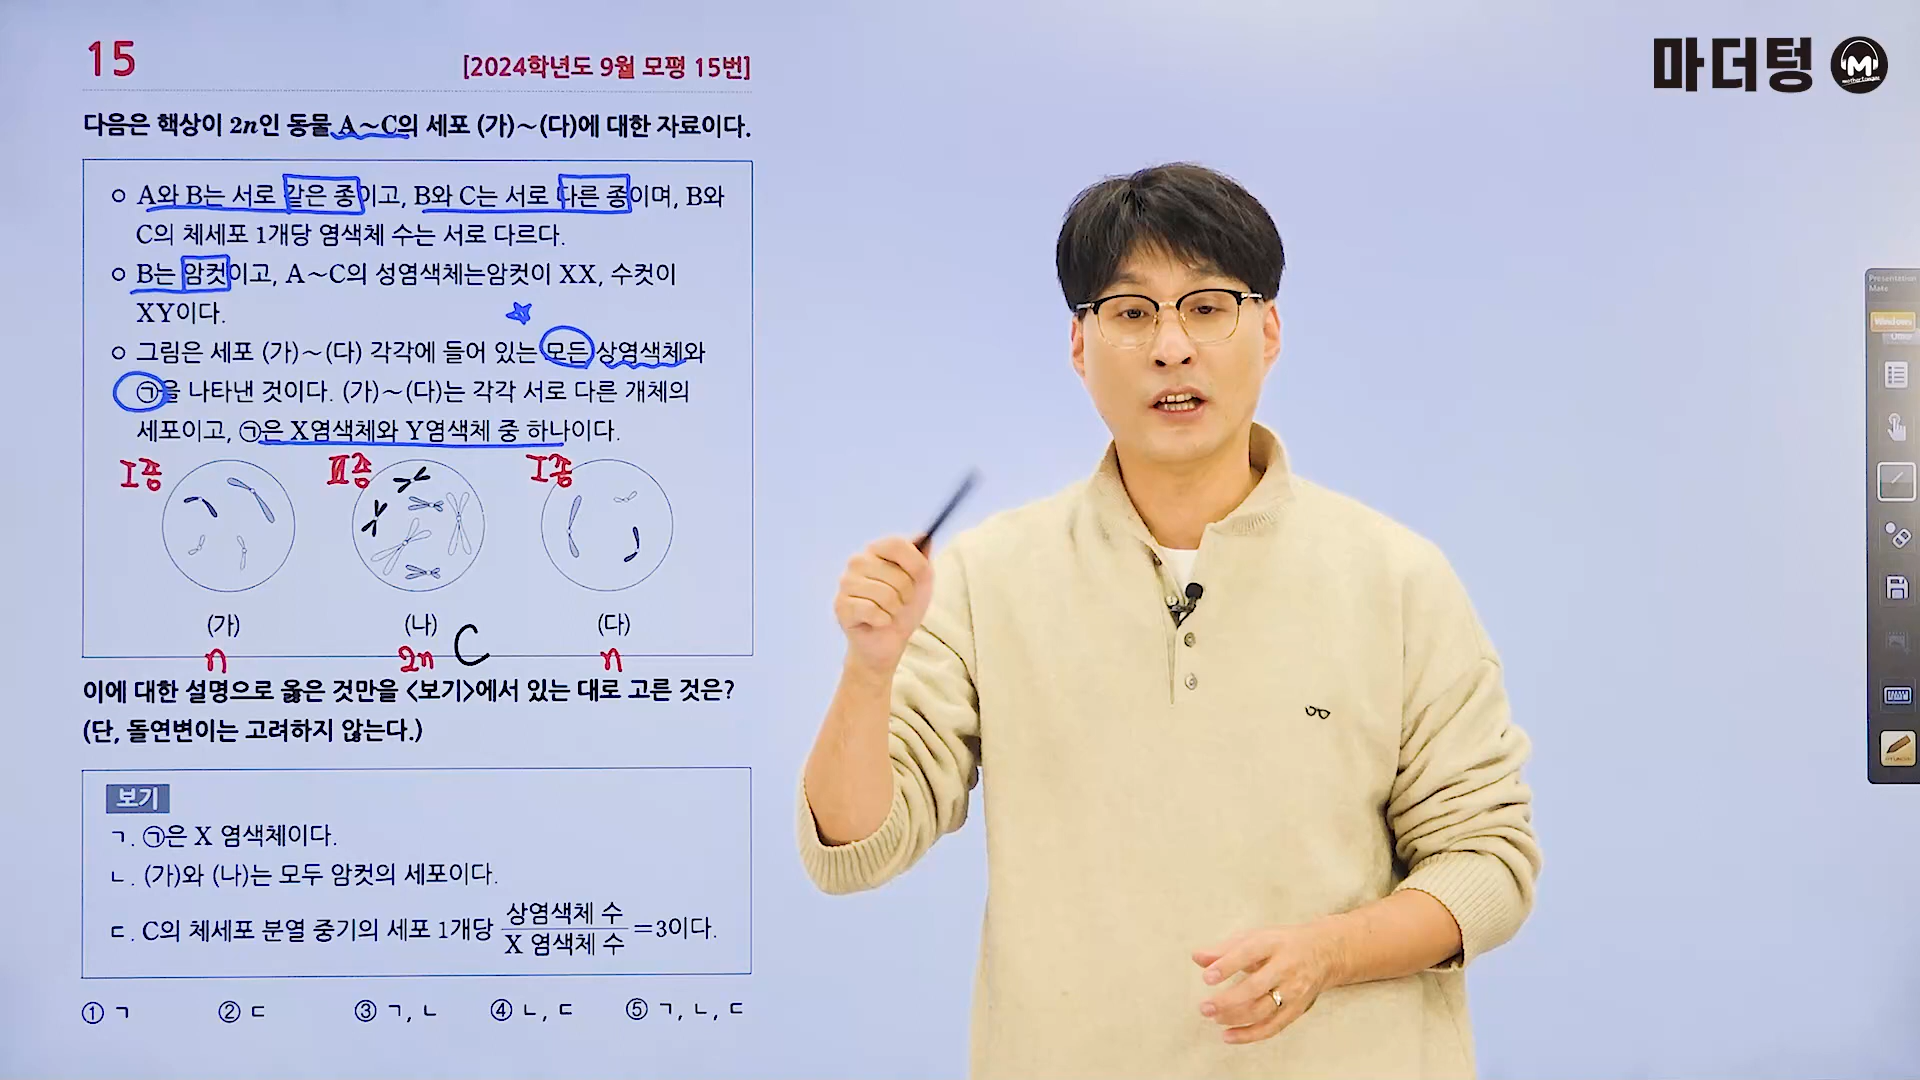 15
[2024학년도 9월 모평 15번]
마더텅
다음은 핵상이 2n인 동물 A~C의 세포 (가)~(다)에 대한 자료이다.
○ A와 B는 서로 같은 종이고, B와 C는 서로 다른 종이며, B와
C의 체세포 1개당 염색체 수는 서로 다르다.
○ B는 암컷이고, A~C의 성염색체는암컷이 XX, 수컷이
XY이다.
○ 그림은 세포 (가)~(다) 각각에 들어 있는 모든 상염색체와
㉠을 나타낸 것이다. (가)~(다)는 각각 서로 다른 개체의
세포이고, ㉠은 X염색체와 Y염색체 중 하나이다.
I종 II종 I종
(가) (나) (다)
n 2n C n
이에 대한 설명으로 옳은 것만을 <보기>에서 있는 대로 고른 것은?
(단, 돌연변이는 고려하지 않는다.)
보기
ㄱ. ㉠은 X 염색체이다.
ㄴ. (가)와 (나)는 모두 암컷의 세포이다.
ㄷ. C의 체세포 분열 중기의 세포 1개당 상염색체 수/X 염색체 수=3이다.
① ㄱ ② ㄷ ③ ㄱ, ㄴ ④ ㄴ, ㄷ ⑤ ㄱ, ㄴ, ㄷ
Presentation
Mate